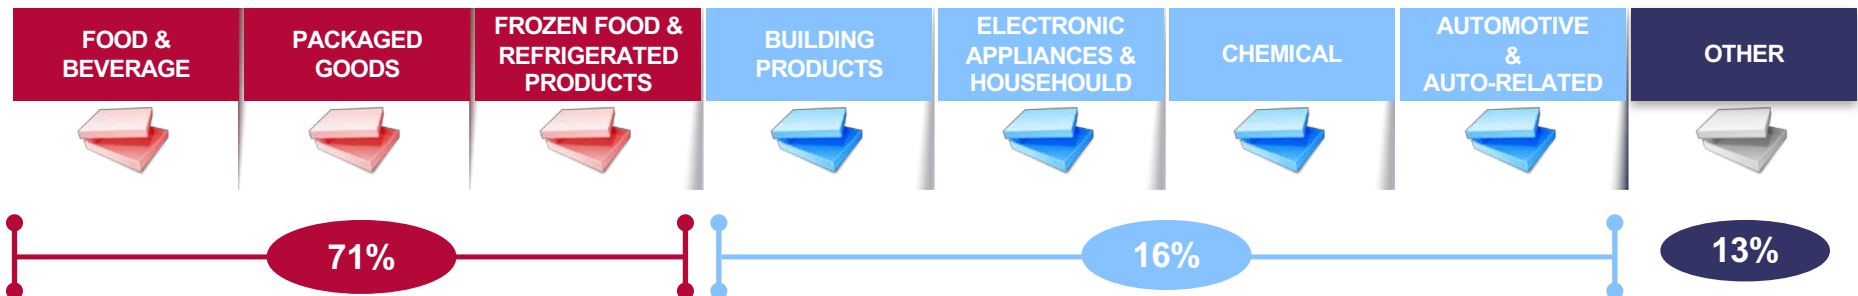 FOOD &
BEVERAGE
PACKAGED
GOODS
FROZEN FOOD &
REFRIGERATED
PRODUCTS
BUILDING
PRODUCTS
ELECTRONIC
APPLIANCES &
HOUSEHOULD
CHEMICAL
AUTOMOTIVE
&
AUTO-RELATED
OTHER
71%
16%
13%